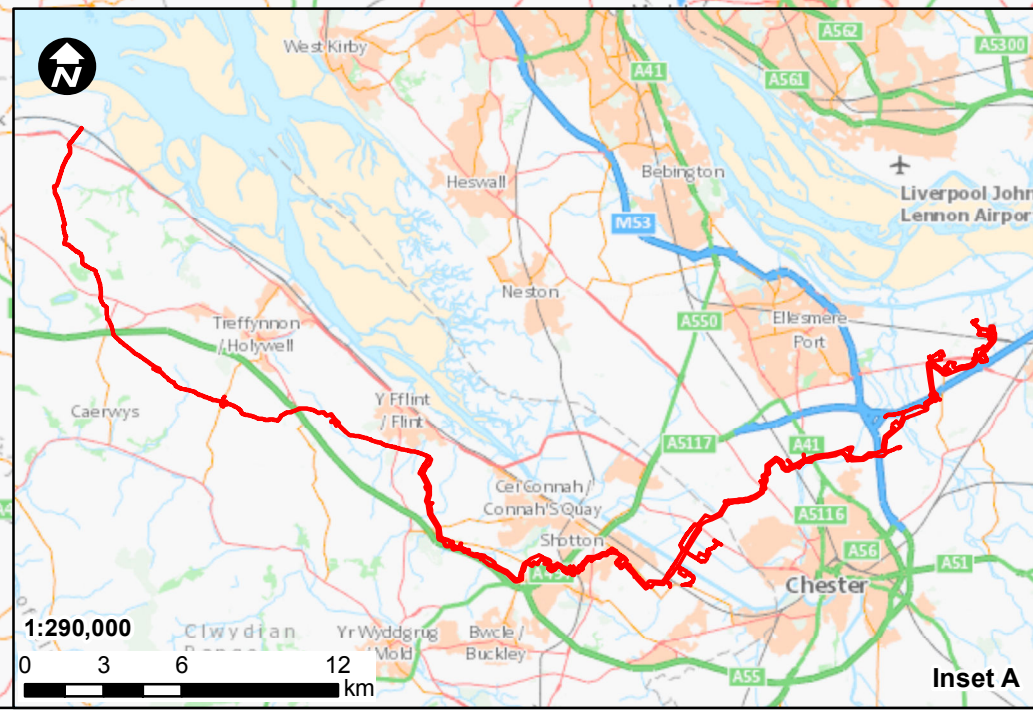 N
West Kirby
A562
A5300
A41
A561
Heswall
Bebington
Liverpool John
Lennon Airpor
M53
Neston
A550
Ellesmere
Port
Treffynnon
/ Holywell
Caerwys
Y Fflint
/ Flint
A5117
A41
Cei Connah /
Connah'S Quay
A5116
Shotton
A56
A51
Chester
1:290,000
Clwydian
Yr Wyddgrug
/ Mold
Bwcle /
Buckley
0 3 6 12
km
A55
Inset A